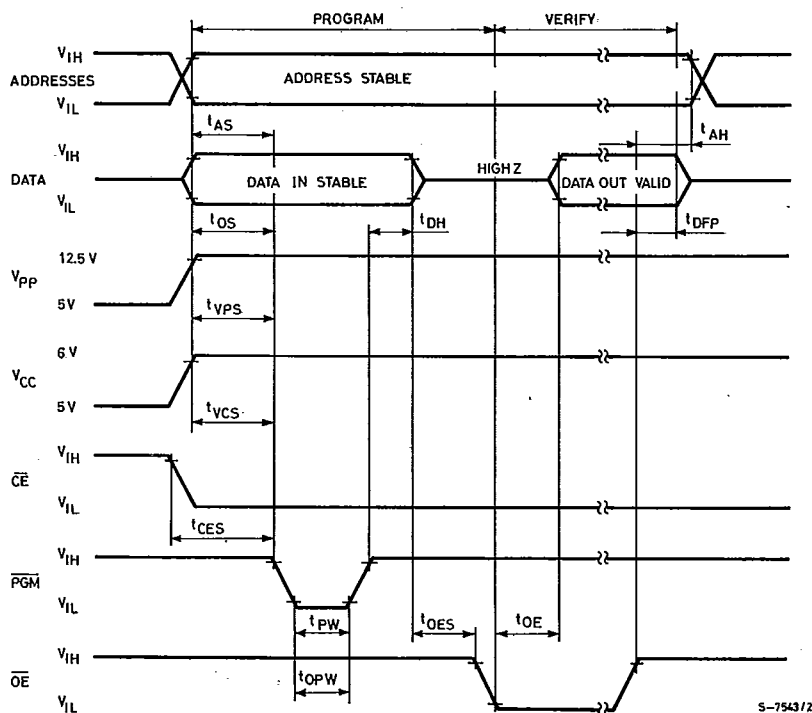 PROGRAM
VERIFY
VIH
ADDRESSES
ADDRESS STABLE
VIL
tAS
tAH
VIH
DATA
DATA IN STABLE
HIGH Z
DATA OUT VALID
VIL
tOS
tDH
tDFP
12.5 V
VPP
5V
tVPS
6 V
VCC
5V
tVCS
VIH
CE
VIL
tCES
VIH
PGM
VIL
tPW
tOES
tOE
VIH
tOPW
OE
VIL
S-7543/2